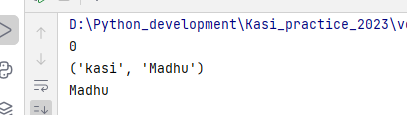 D:\Python_development\Kasi_practice_2023\v
0
('kasi', 'Madhu')
Madhu